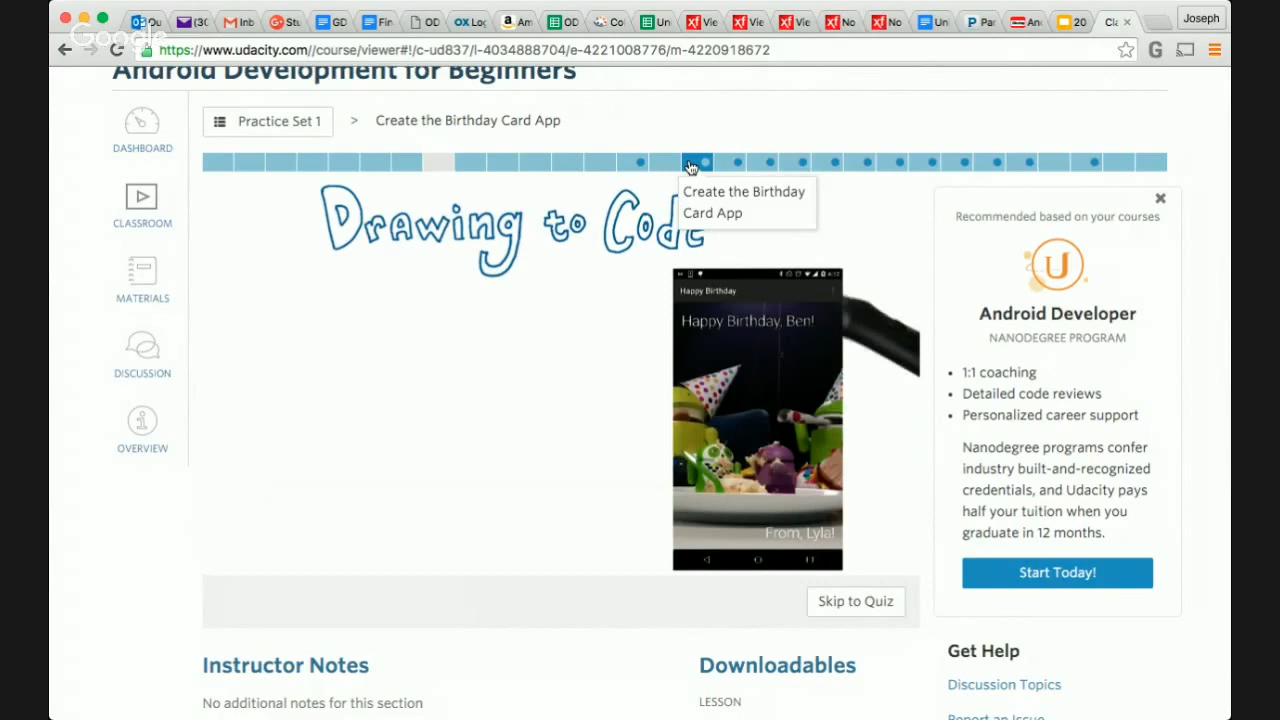 Inb
Joseph
Google
https://www.udacity.com//course/viewer#!/c-ud837/l-4034888704/e-4221008776/m-4220918672
Android Development for Beginners
DASHBOARD
CLASSROOM
MATERIALS
DISCUSSION
OVERVIEW
Practice Set 1 > Create the Birthday Card App
Create the Birthday
Card App
Drawing to Code
Happy Birthday
Happy Birthday, Ben!
From, Lyla!
Skip to Quiz
Recommended based on your courses
U
Android Developer
NANODEGREE PROGRAM
• 1:1 coaching
• Detailed code reviews
• Personalized career support
Nanodegree programs confer
industry built-and-recognized
credentials, and Udacity pays
half your tuition when you
graduate in 12 months.
Start Today!
Instructor Notes
No additional notes for this section
Downloadables
LESSON
Get Help
Discussion Topics
Report an Issue